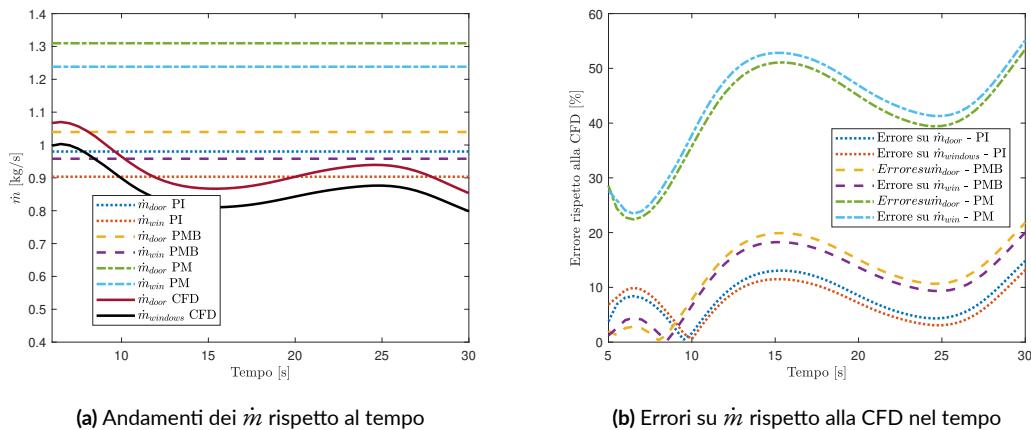 1.4
1.3
1.2
1.1
1
0.9
0.8
0.7
0.6
0.5
0.4
ṁ [kg/s]
ṁdoor PI
ṁwin PI
ṁdoor PMB
ṁwin PMB
ṁdoor PM
ṁwin PM
ṁdoor CFD
ṁwindows CFD
10 15 20 25 30
Tempo [s]
(a) Andamenti dei ṁ rispetto al tempo
60
50
40
30
20
10
0
Errore rispetto alla CFD [%]
Errore su ṁdoor - PI
Errore su ṁwindows - PI
Erroresuṁdoor - PMB
Errore su ṁwin - PMB
Erroresuṁdoor - PM
Errore su ṁwin - PM
5 10 15 20 25 30
Tempo [s]
(b) Errori su ṁ rispetto alla CFD nel tempo